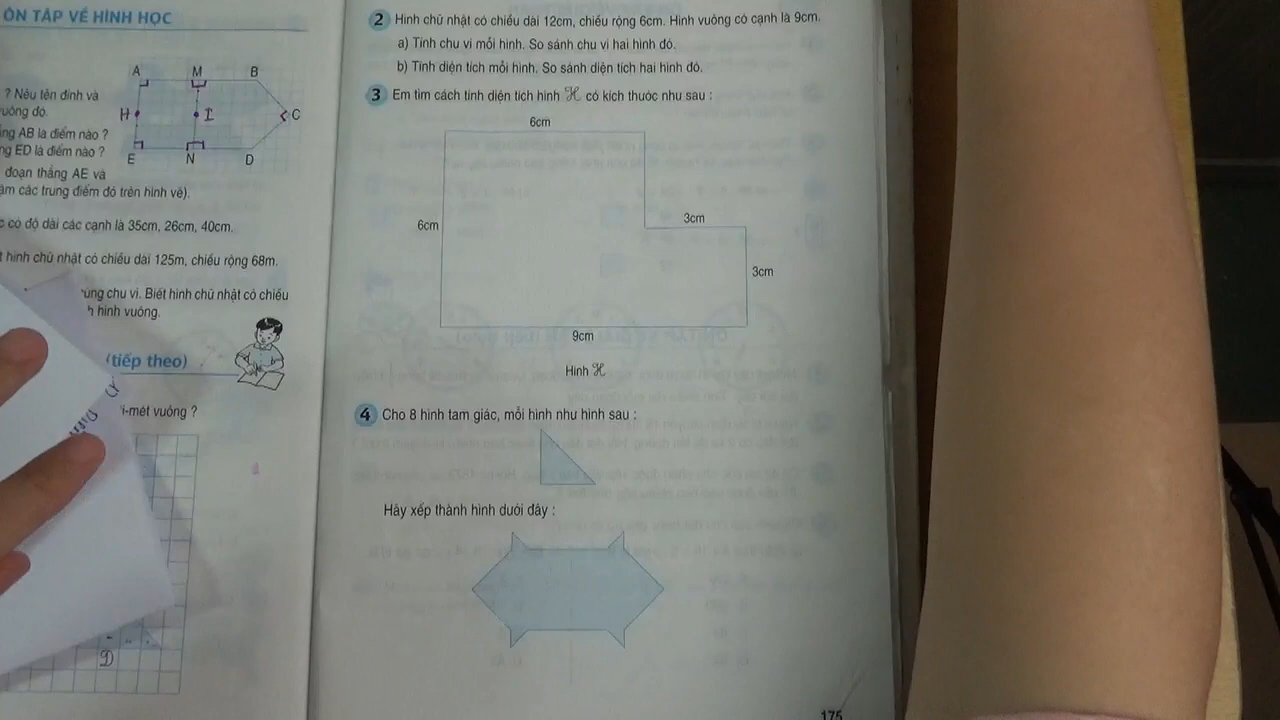 ÔN TẬP VỀ HÌNH HỌC
A M B
? Nêu tên đỉnh và
vuông đó.
H I C
AB là điểm nào ?
ED là điểm nào ?
E N D
đoạn thẳng AE và
các trung điểm đó trên hình vẽ).
có độ dài các cạnh là 35cm, 26cm, 40cm.
hình chữ nhật có chiều dài 125m, chiều rộng 68m.
chu vi. Biết hình chữ nhật có chiều
hình vuông.
(tiếp theo)
i-mét vuông ?
D
2 Hình chữ nhật có chiều dài 12cm, chiều rộng 6cm. Hình vuông có cạnh là 9cm.
a) Tính chu vi mỗi hình. So sánh chu vi hai hình đó.
b) Tính diện tích mỗi hình. So sánh diện tích hai hình đó.
3 Em tìm cách tính diện tích hình H có kích thước như sau :
6cm
3cm
6cm
3cm
9cm
Hình H
4 Cho 8 hình tam giác, mỗi hình như hình sau :
Hãy xếp thành hình dưới đây :
175